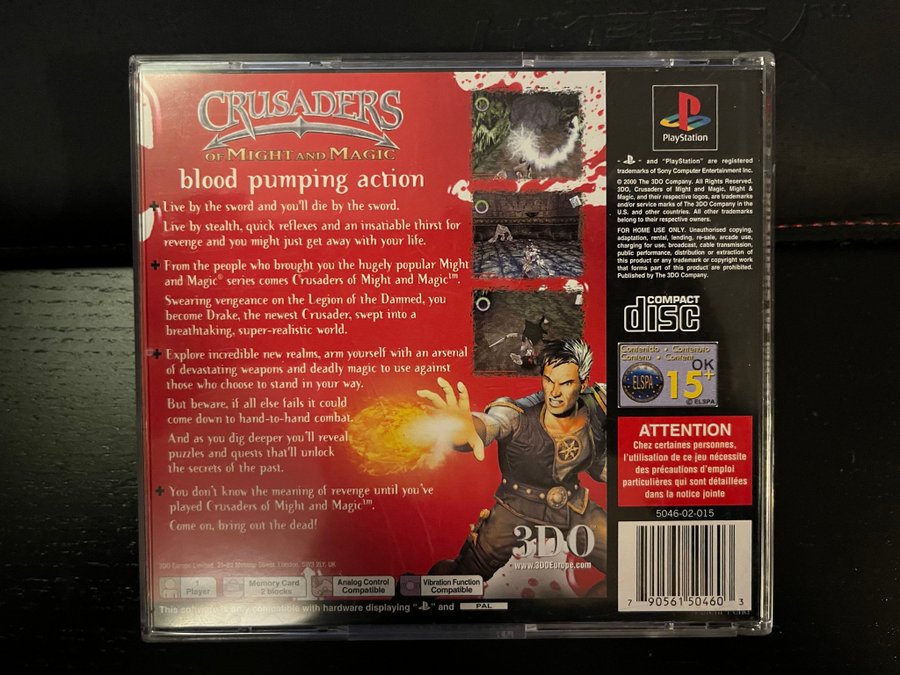 CRUSADERS
OF MIGHT AND MAGIC
blood pumping action
Live by the sword and you'll die by the sword.
Live by stealth, quick reflexes and an insatiable thirst for
revenge and you might just get away with your life.
From the people who brought you the hugely popular Might
and Magic® series comes Crusaders of Might and Magic™.
Swearing vengeance on the Legion of the Damned, you
become Drake, the newest Crusader, swept into a
breathtaking, super-realistic world.
Explore incredible new realms, arm yourself with an arsenal
of devastating weapons and deadly magic to use against
those who choose to stand in your way.
But beware, if all else fails it could
come down to hand-to-hand combat.
And as you dig deeper you'll reveal
puzzles and quests that'll unlock
the secrets of the past.
You don't know the meaning of revenge until you've
played Crusaders of Might and Magic™.
Come on, bring out the dead!
3DO
www.3DOEurope.com
3DO Europe Limited, Street, London, SW3 2LY, UK
1
Player
Memory Card
2 blocks
Analog Control
Compatible
Vibration Function
Compatible
This software is only compatible with hardware displaying " " and PAL
PlayStation
" " and "PlayStation" are registered
trademarks of Sony Computer Entertainment Inc.
© 2000 The 3DO Company. All Rights Reserved.
3DO, Crusaders of Might and Magic, Might &
Magic, and their respective logos, are trademarks
and/or service marks of The 3DO Company in the
U.S. and other countries. All other trademarks
belong to their respective owners.
FOR HOME USE ONLY. Unauthorised copying,
adaptation, rental, lending, re-sale, arcade use,
charging for use, broadcast, cable transmission,
public performance, distribution or extraction of
this product or any trademark or copyright work
that forms part of this product are prohibited.
Published by The 3DO Company.
COMPACT
disc
Contenido • Contenuto
Contenu • Content
OK
ELSPA
15+
© ELSPA
ATTENTION
Chez certaines personnes,
l'utilisation de ce jeu nécessite
des précautions d'emploi
particulières qui sont détaillées
dans la notice jointe
5046-02-015
7 90561 50460 3